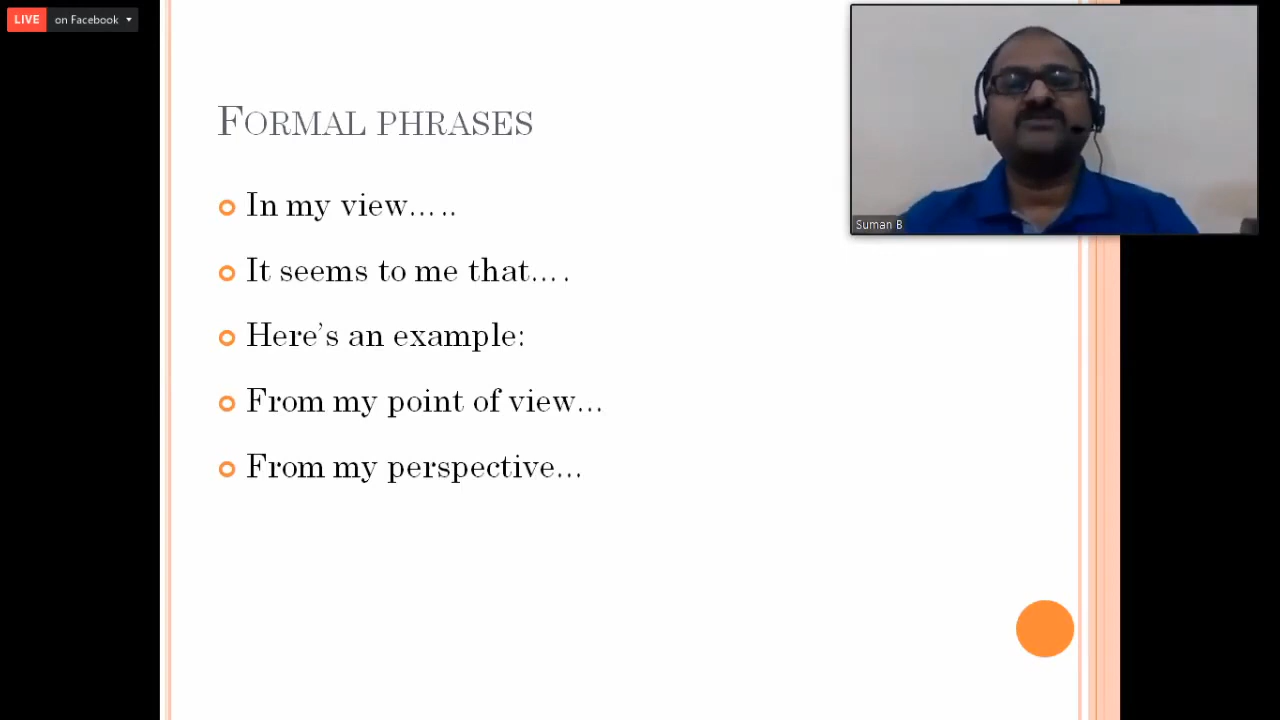 LIVE on Facebook
FORMAL PHRASES
In my view.....
It seems to me that....
Here's an example:
From my point of view...
From my perspective...
Suman B